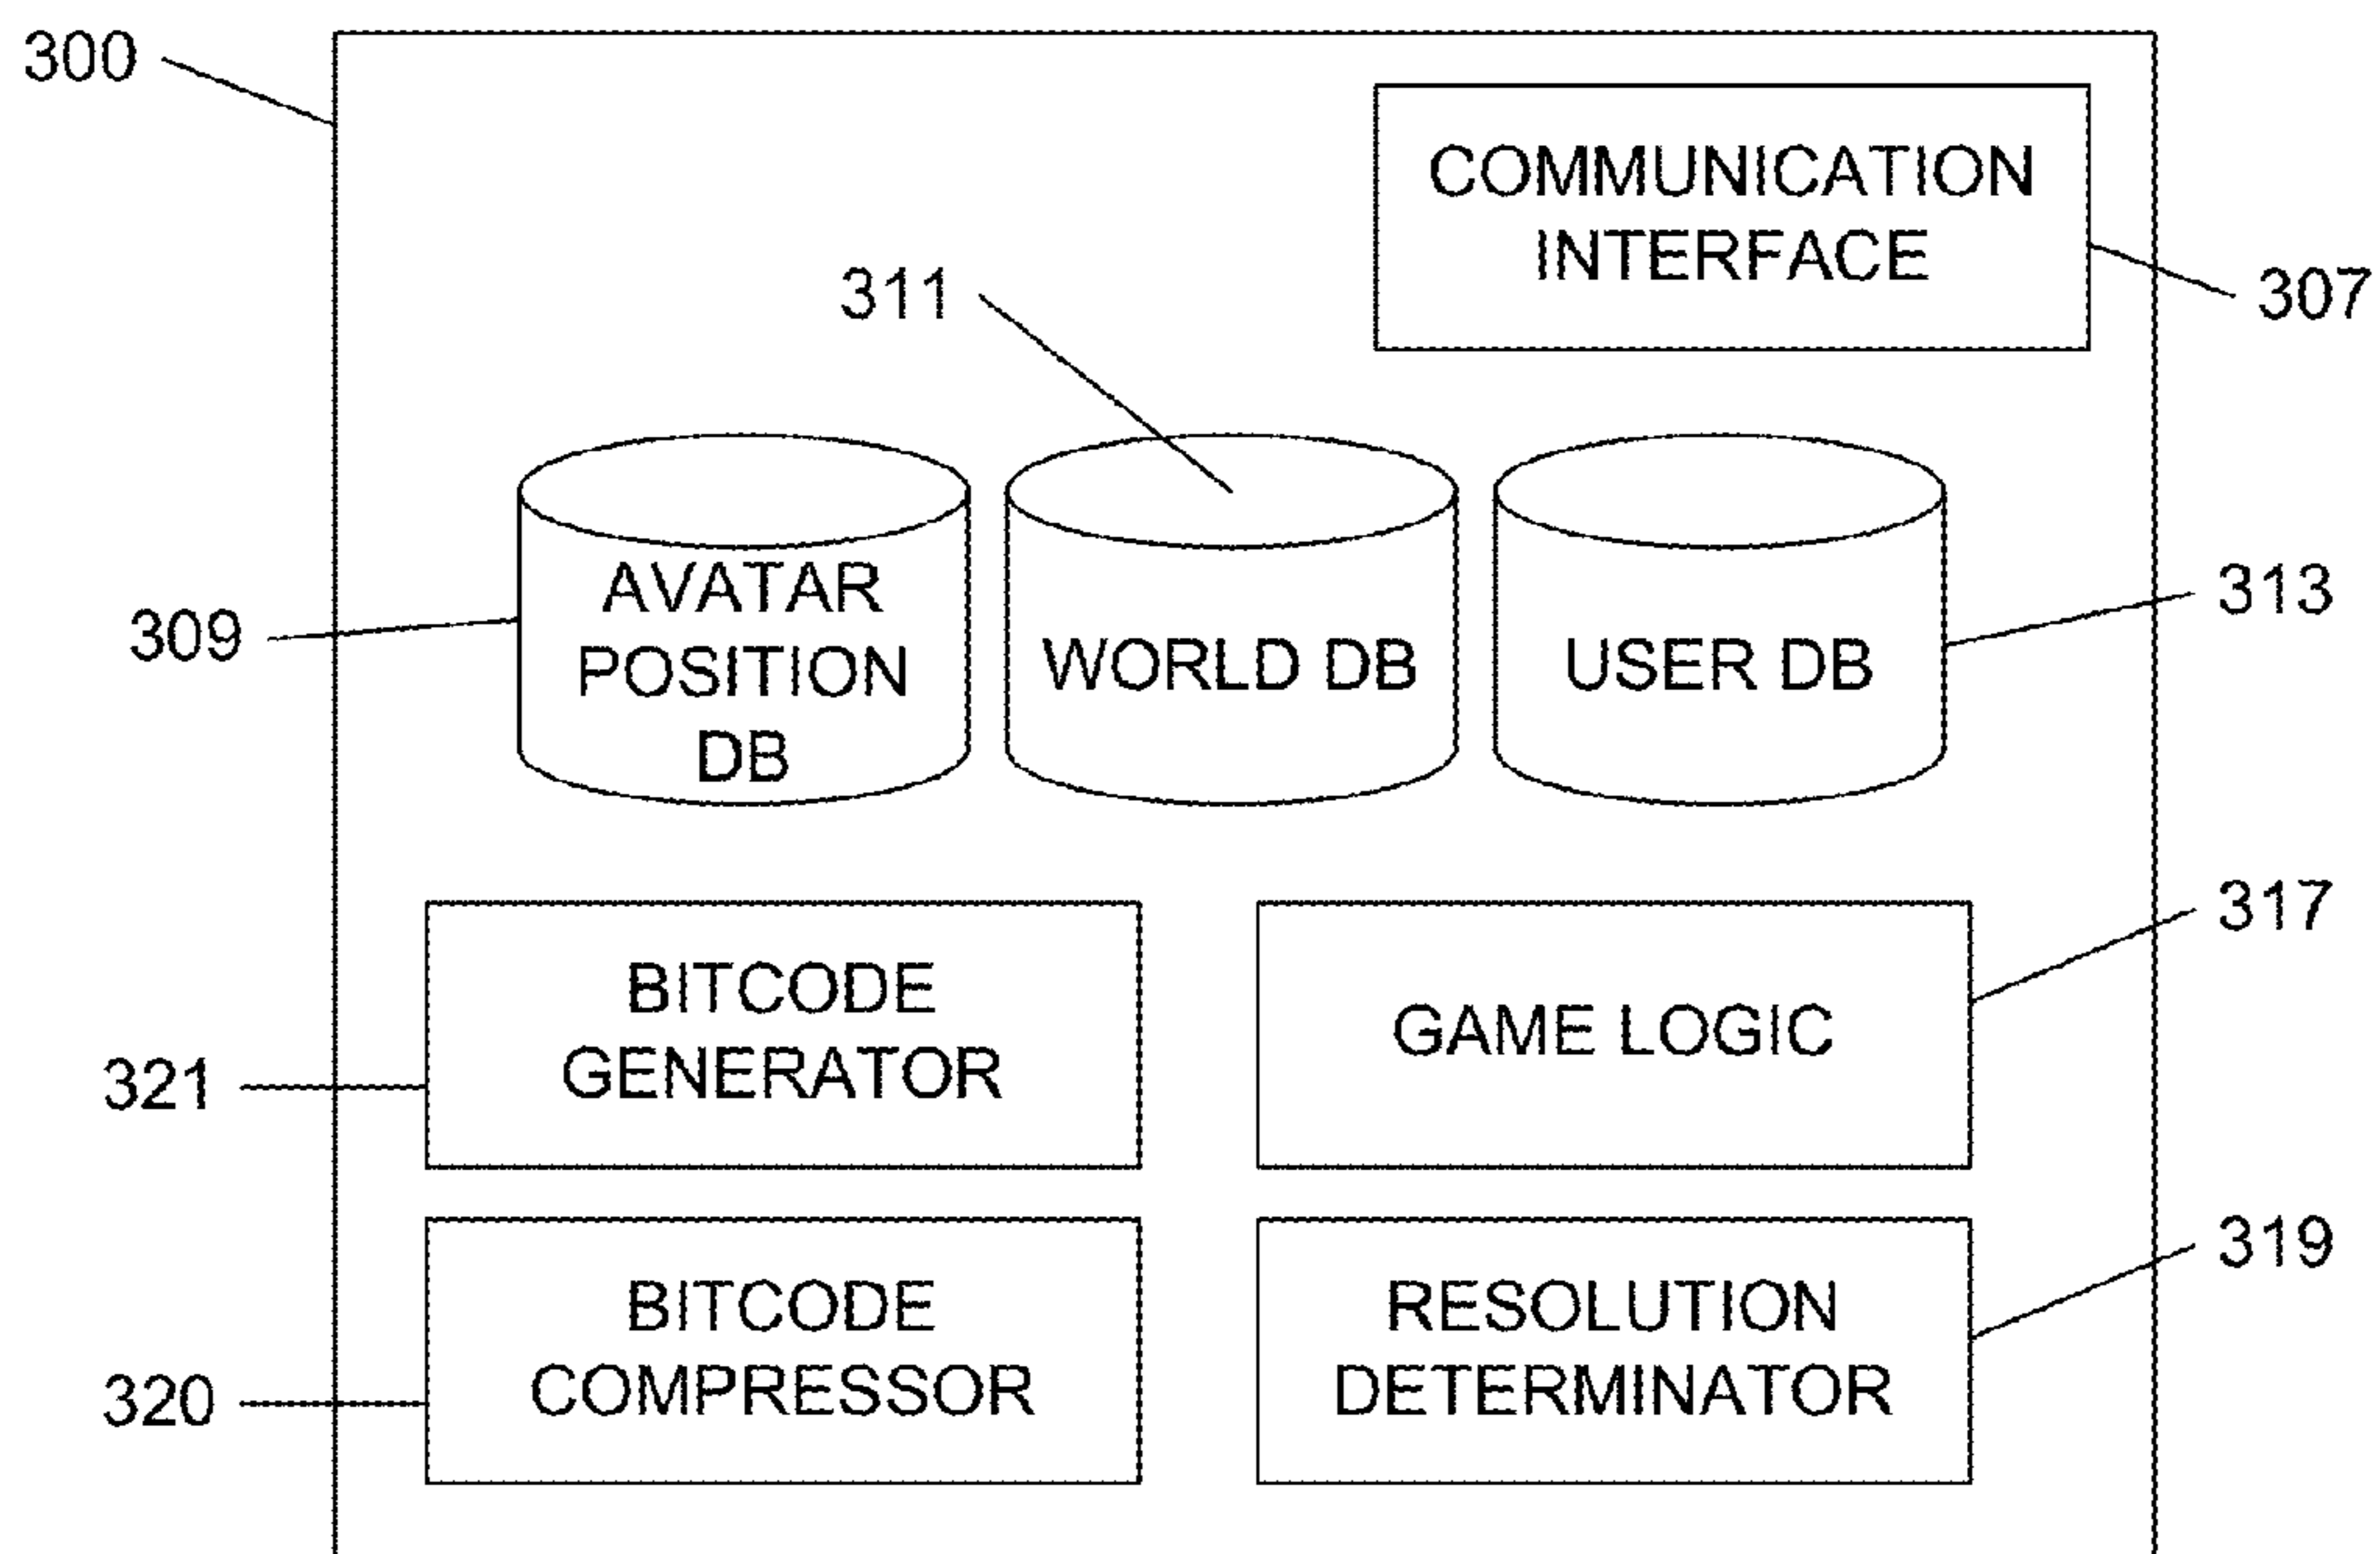 300
COMMUNICATION
INTERFACE
307
311
309
AVATAR
POSITION
DB
WORLD DB
USER DB
313
321
BITCODE
GENERATOR
GAME LOGIC
317
320
BITCODE
COMPRESSOR
RESOLUTION
DETERMINATOR
319